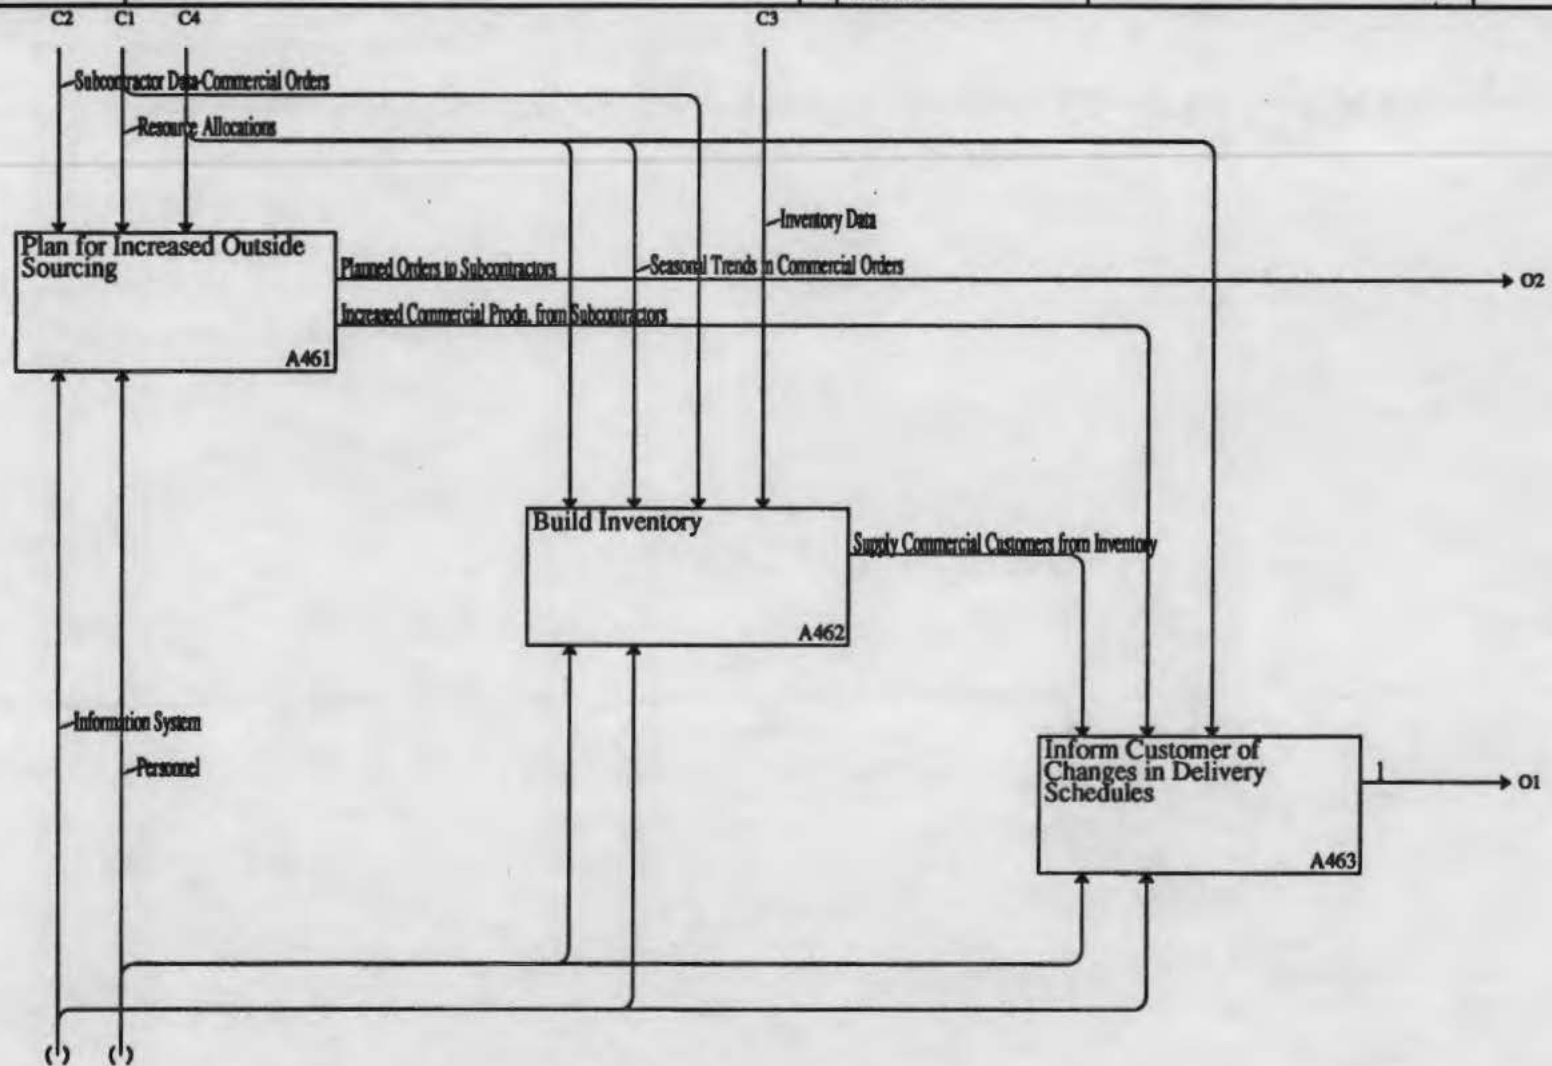 C2 C1 C4 C3
Subcontractor Data-Commercial Orders
Resource Allocations
Inventory Data
Plan for Increased Outside
Sourcing
A461
Planned Orders to Subcontractors
Seasonal Trends in Commercial Orders
O2
Increased Commercial Prodn. from Subcontractors
Build Inventory
A462
Supply Commercial Customers from Inventory
Information System
Personnel
Inform Customer of
Changes in Delivery
Schedules
A463
1
O1
( ) ( )